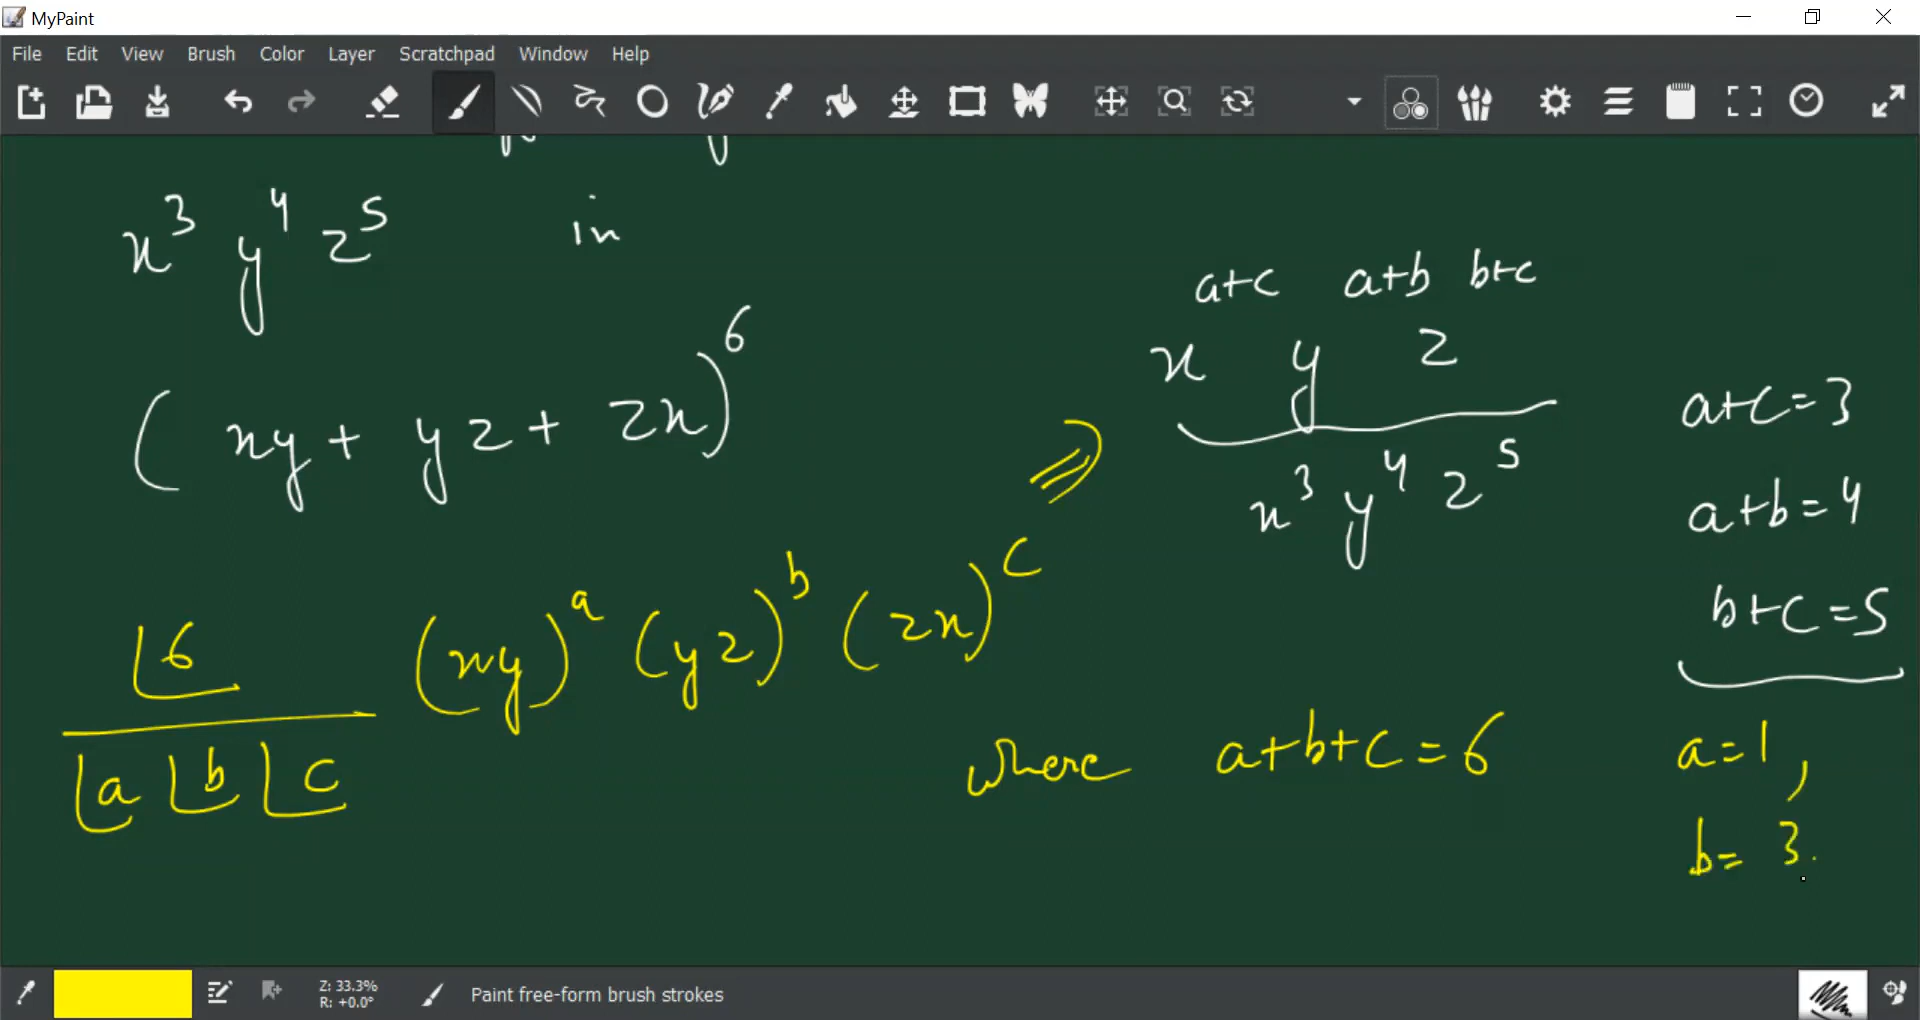 MyPaint
File Edit View Brush Color Layer Scratchpad Window Help
x³ y⁴ z⁵ in
(xy + yz + zx)⁶
a+c a+b b+c
x y z
x³ y⁴ z⁵
a+c=3
a+b=4
b+c=5
⇒
⌊6
⌊a ⌊b ⌊c
(xy)ᵃ (yz)ᵇ (zx)ᶜ
where a+b+c=6
a=1,
b= 3.
Z: 33.3%
R: +0.0°
Paint free-form brush strokes